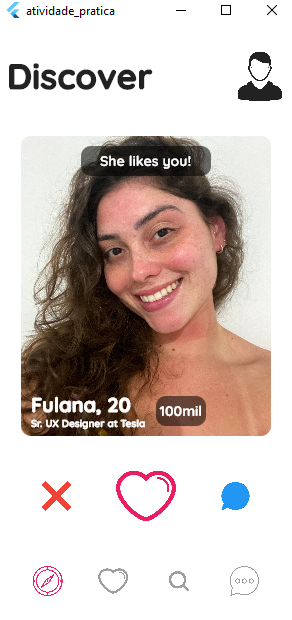 atividade_pratica
Discover
She likes you!
Fulana, 20
100mil
Sr. UX Designer at Tesla